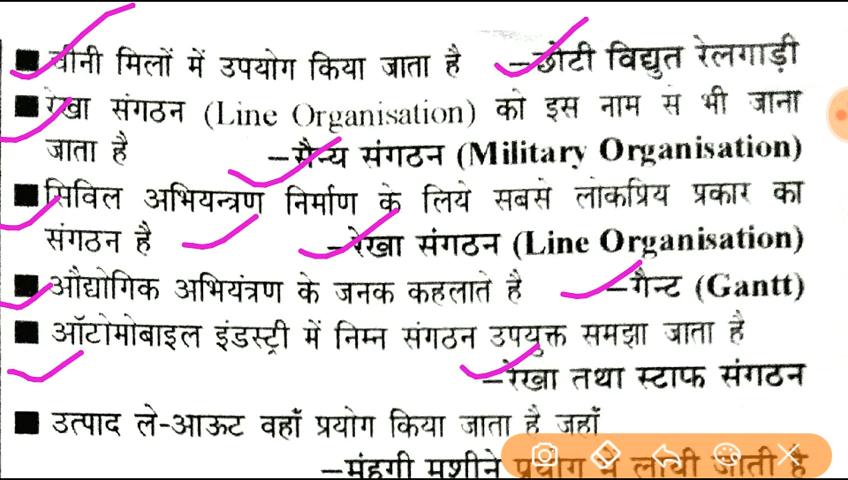 ■ चीनी मिलों में उपयोग किया जाता है –छोटी विद्युत रेलगाड़ी
■ रेखा संगठन (Line Organisation) को इस नाम से भी जाना
जाता है –सैन्य संगठन (Military Organisation)
■ सिविल अभियन्त्रण निर्माण के लिये सबसे लोकप्रिय प्रकार का
संगठन है –रेखा संगठन (Line Organisation)
■ औद्योगिक अभियंत्रण के जनक कहलाते है –गैन्ट (Gantt)
■ ऑटोमोबाइल इंडस्ट्री में निम्न संगठन उपयुक्त समझा जाता है
–रेखा तथा स्टाफ संगठन
■ उत्पाद ले-आऊट वहाँ प्रयोग किया जाता है जहाँ
–मंहगी मशीने प्रयोग में लायी जाती है